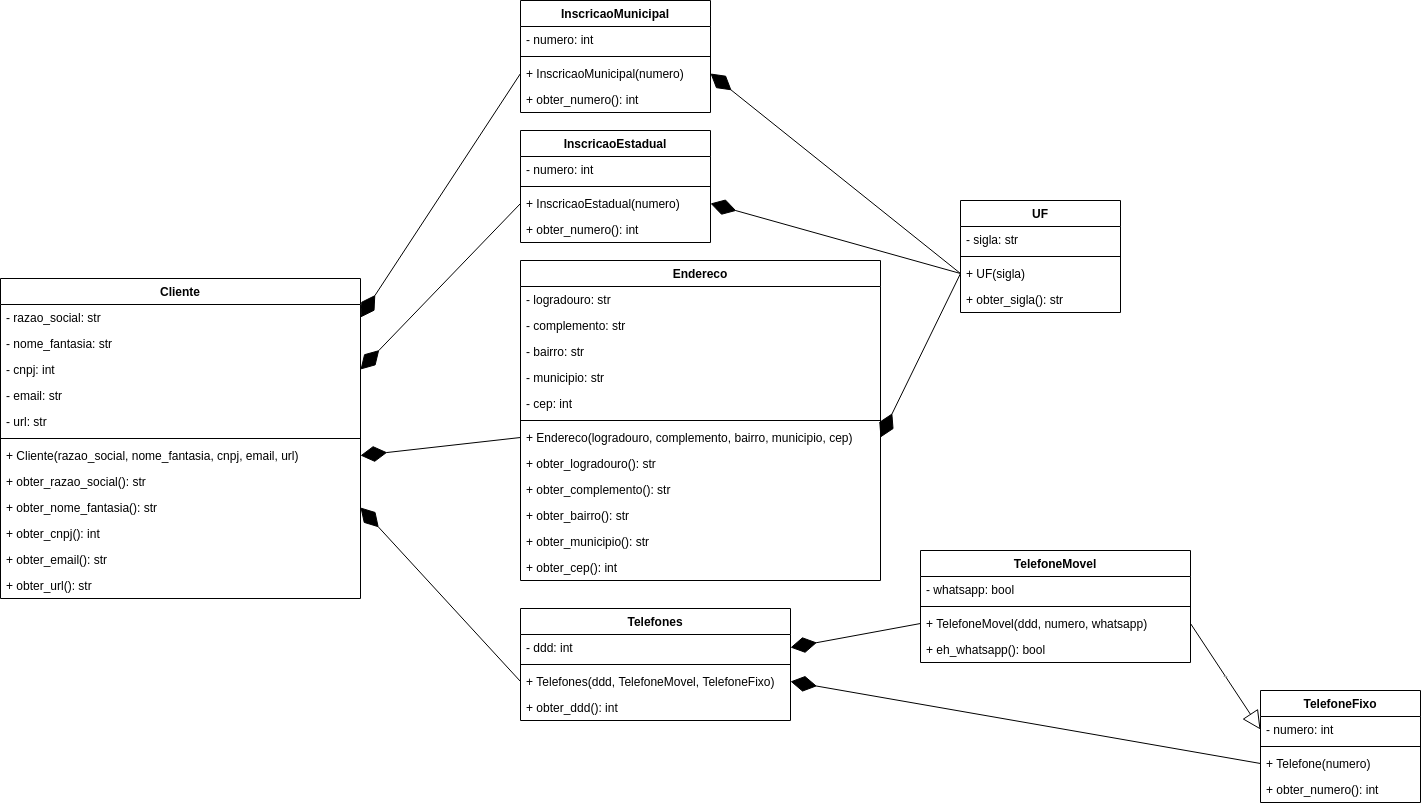 InscricaoMunicipal
- numero: int
+ InscricaoMunicipal(numero)
+ obter_numero(): int
InscricaoEstadual
- numero: int
+ InscricaoEstadual(numero)
+ obter_numero(): int
UF
- sigla: str
+ UF(sigla)
+ obter_sigla(): str
Cliente
- razao_social: str
- nome_fantasia: str
- cnpj: int
- email: str
- url: str
+ Cliente(razao_social, nome_fantasia, cnpj, email, url)
+ obter_razao_social(): str
+ obter_nome_fantasia(): str
+ obter_cnpj(): int
+ obter_email(): str
+ obter_url(): str
Endereco
- logradouro: str
- complemento: str
- bairro: str
- municipio: str
- cep: int
+ Endereco(logradouro, complemento, bairro, municipio, cep)
+ obter_logradouro(): str
+ obter_complemento(): str
+ obter_bairro(): str
+ obter_municipio(): str
+ obter_cep(): int
Telefones
- ddd: int
+ Telefones(ddd, TelefoneMovel, TelefoneFixo)
+ obter_ddd(): int
TelefoneMovel
- whatsapp: bool
+ TelefoneMovel(ddd, numero, whatsapp)
+ eh_whatsapp(): bool
TelefoneFixo
- numero: int
+ Telefone(numero)
+ obter_numero(): int